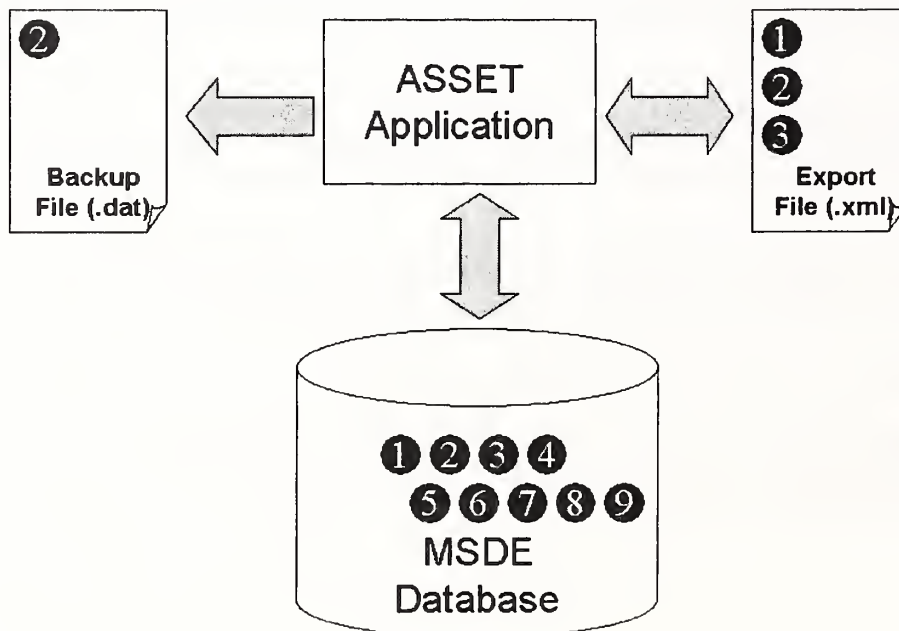 2
Backup
File (.dat)
ASSET
Application
1
2
3
Export
File (.xml)
1 2 3 4
5 6 7 8 9
MSDE
Database